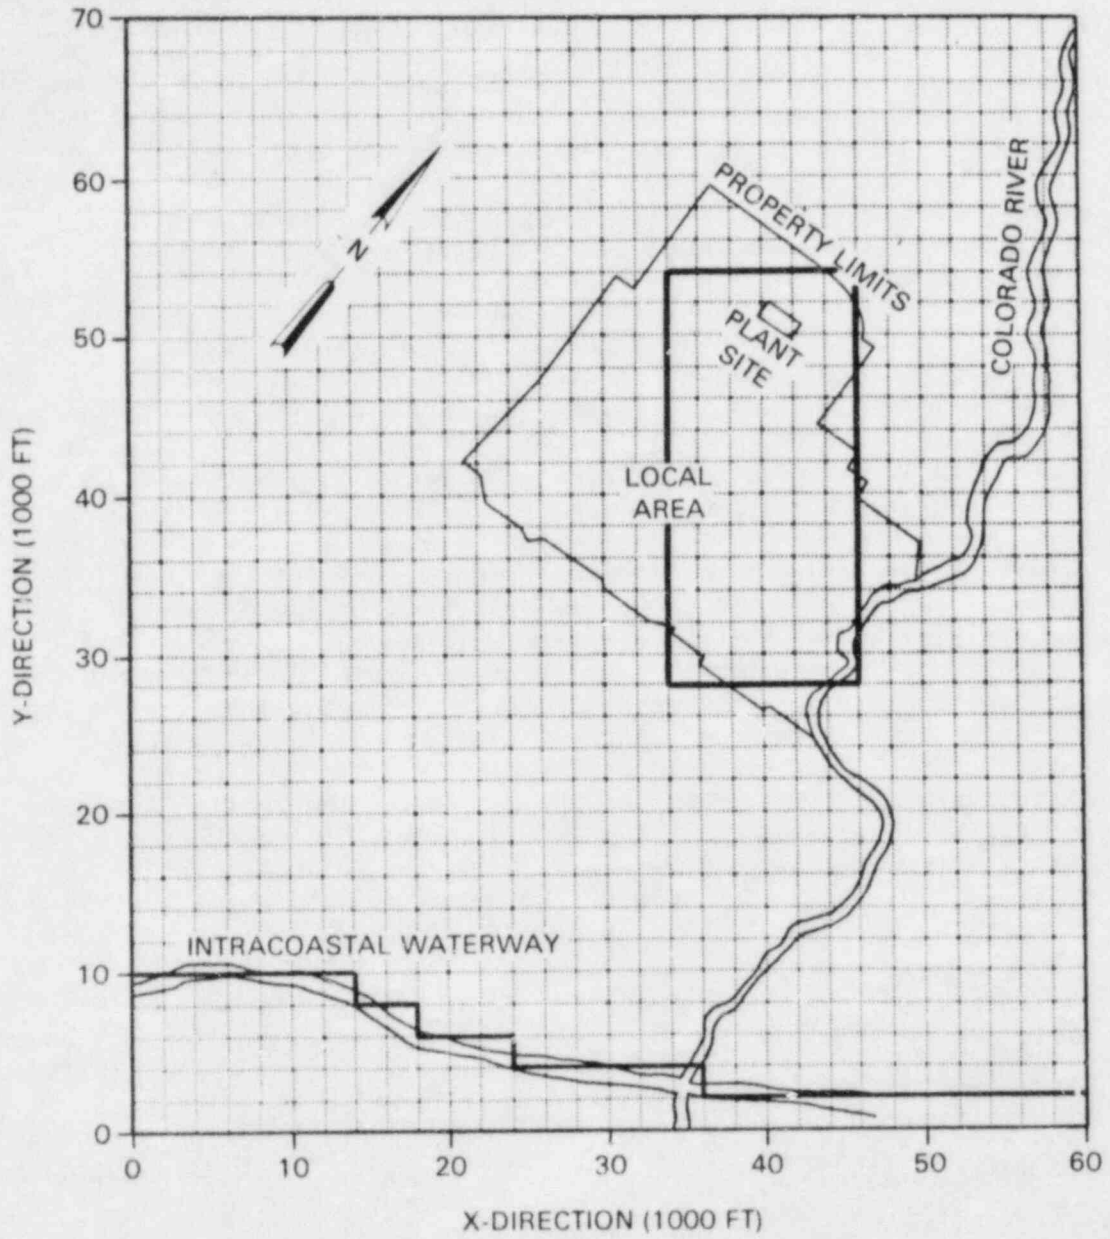 70
60
50
40
30
20
10
0
Y-DIRECTION (1000 FT)
N
PROPERTY LIMITS
COLORADO RIVER
PLANT
SITE
LOCAL
AREA
INTRACOASTAL WATERWAY
0 10 20 30 40 50 60
X-DIRECTION (1000 FT)